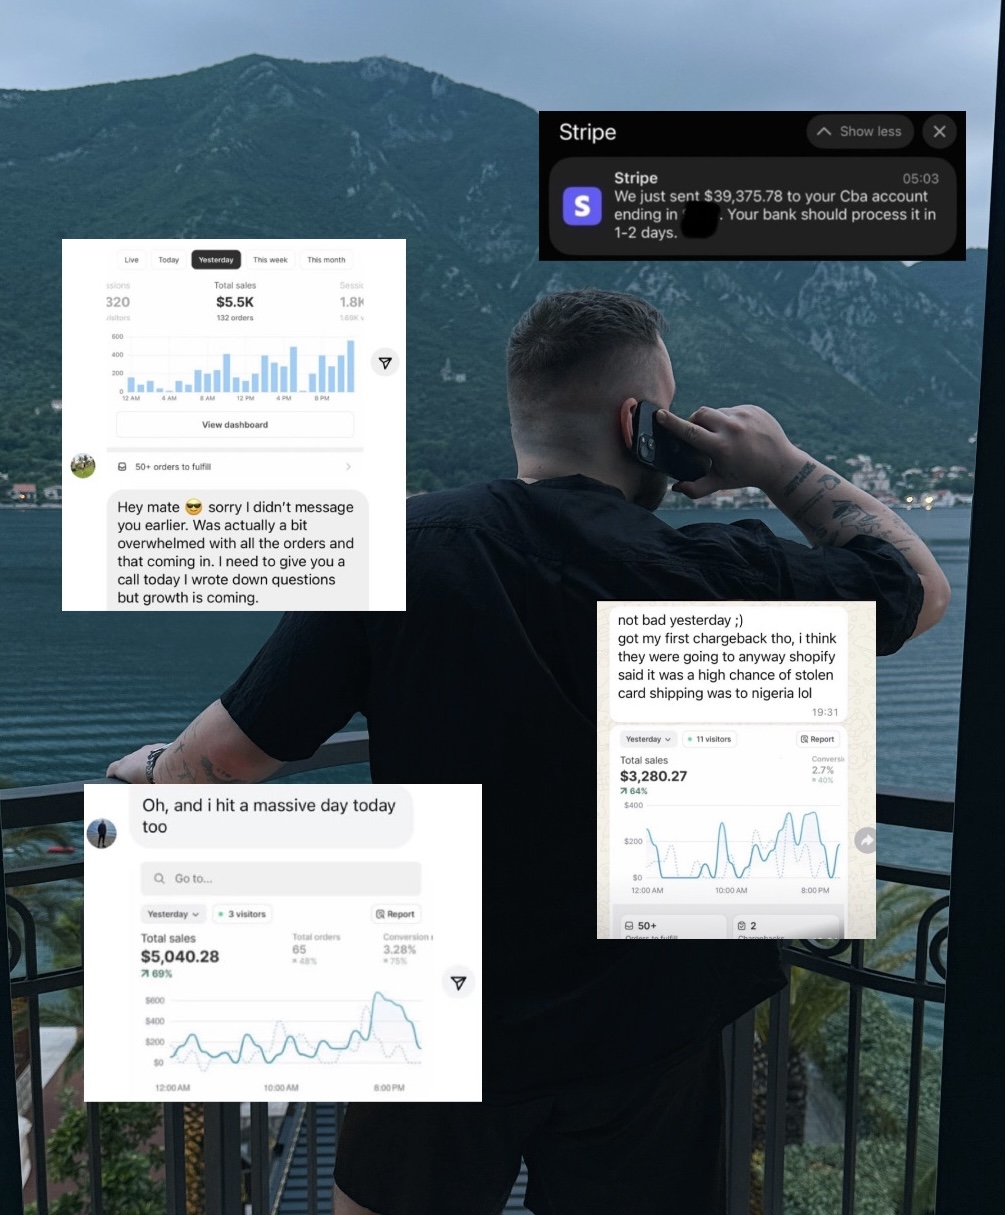 Stripe
Show less
Stripe
05:03
We just sent $39,375.78 to your Cba account
ending in
. Your bank should process it in
1-2 days.
Live
Today
Yesterday
This week
This month
ssions
Total sales
Sessi
320
$5.5K
1.8K
isitors
132 orders
1.69K v
600
400
200
0
12 AM
4 AM
8 AM
12 PM
4 PM
8 PM
View dashboard
50+ orders to fulfill
Hey mate 😎 sorry I didn't message
you earlier. Was actually a bit
overwhelmed with all the orders and
that coming in. I need to give you a
call today I wrote down questions
but growth is coming.
not bad yesterday ;)
got my first chargeback tho, i think
they were going to anyway shopify
said it was a high chance of stolen
card shipping was to nigeria lol
19:31
Yesterday
11 visitors
Report
Total sales
Conversi
$3,280.27
2.7%
64%
40%
$400
$200
$0
12:00 AM
10:00 AM
8:00 PM
50+
2
Orders to fulfill
Chargebacks
Oh, and i hit a massive day today
too
Go to...
Yesterday
3 visitors
Report
Total sales
Total orders
Conversion
$5,040.28
65
3.28%
69%
48%
75%
$600
$400
$200
$0
12:00 AM
10:00 AM
8:00 PM